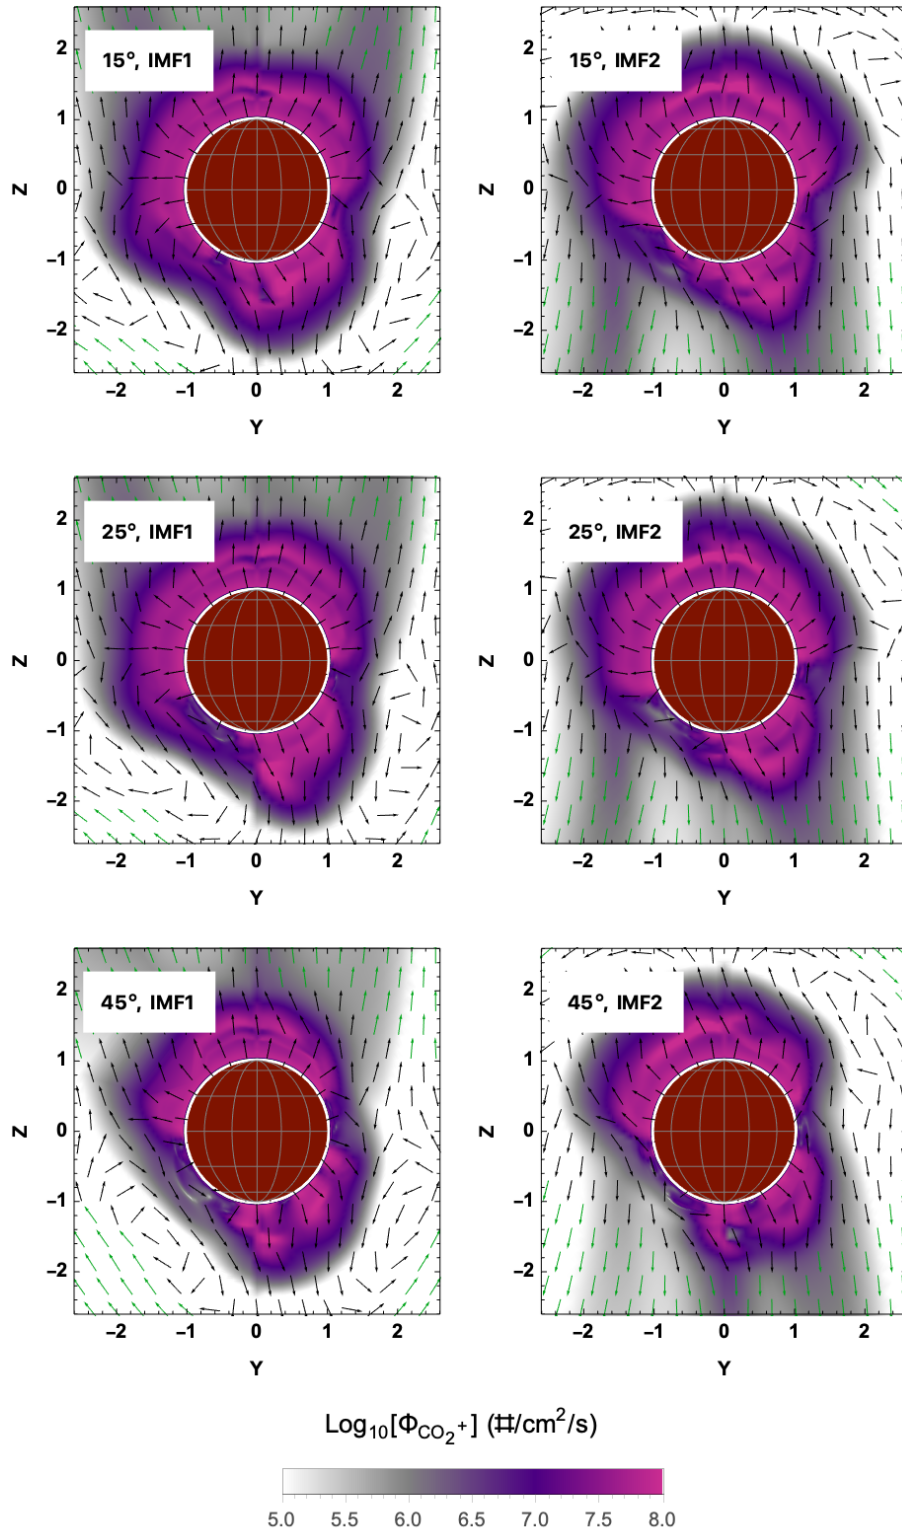 15°, IMF1
15°, IMF2
2
1
0
−1
−2
Z
−2 −1 0 1 2
Y
2
1
0
−1
−2
Z
−2 −1 0 1 2
Y
25°, IMF1
25°, IMF2
2
1
0
−1
−2
Z
−2 −1 0 1 2
Y
2
1
0
−1
−2
Z
−2 −1 0 1 2
Y
45°, IMF1
45°, IMF2
2
1
0
−1
−2
Z
−2 −1 0 1 2
Y
2
1
0
−1
−2
Z
−2 −1 0 1 2
Y
Log₁₀[Φ_CO₂⁺] (#/cm²/s)
5.0 5.5 6.0 6.5 7.0 7.5 8.0